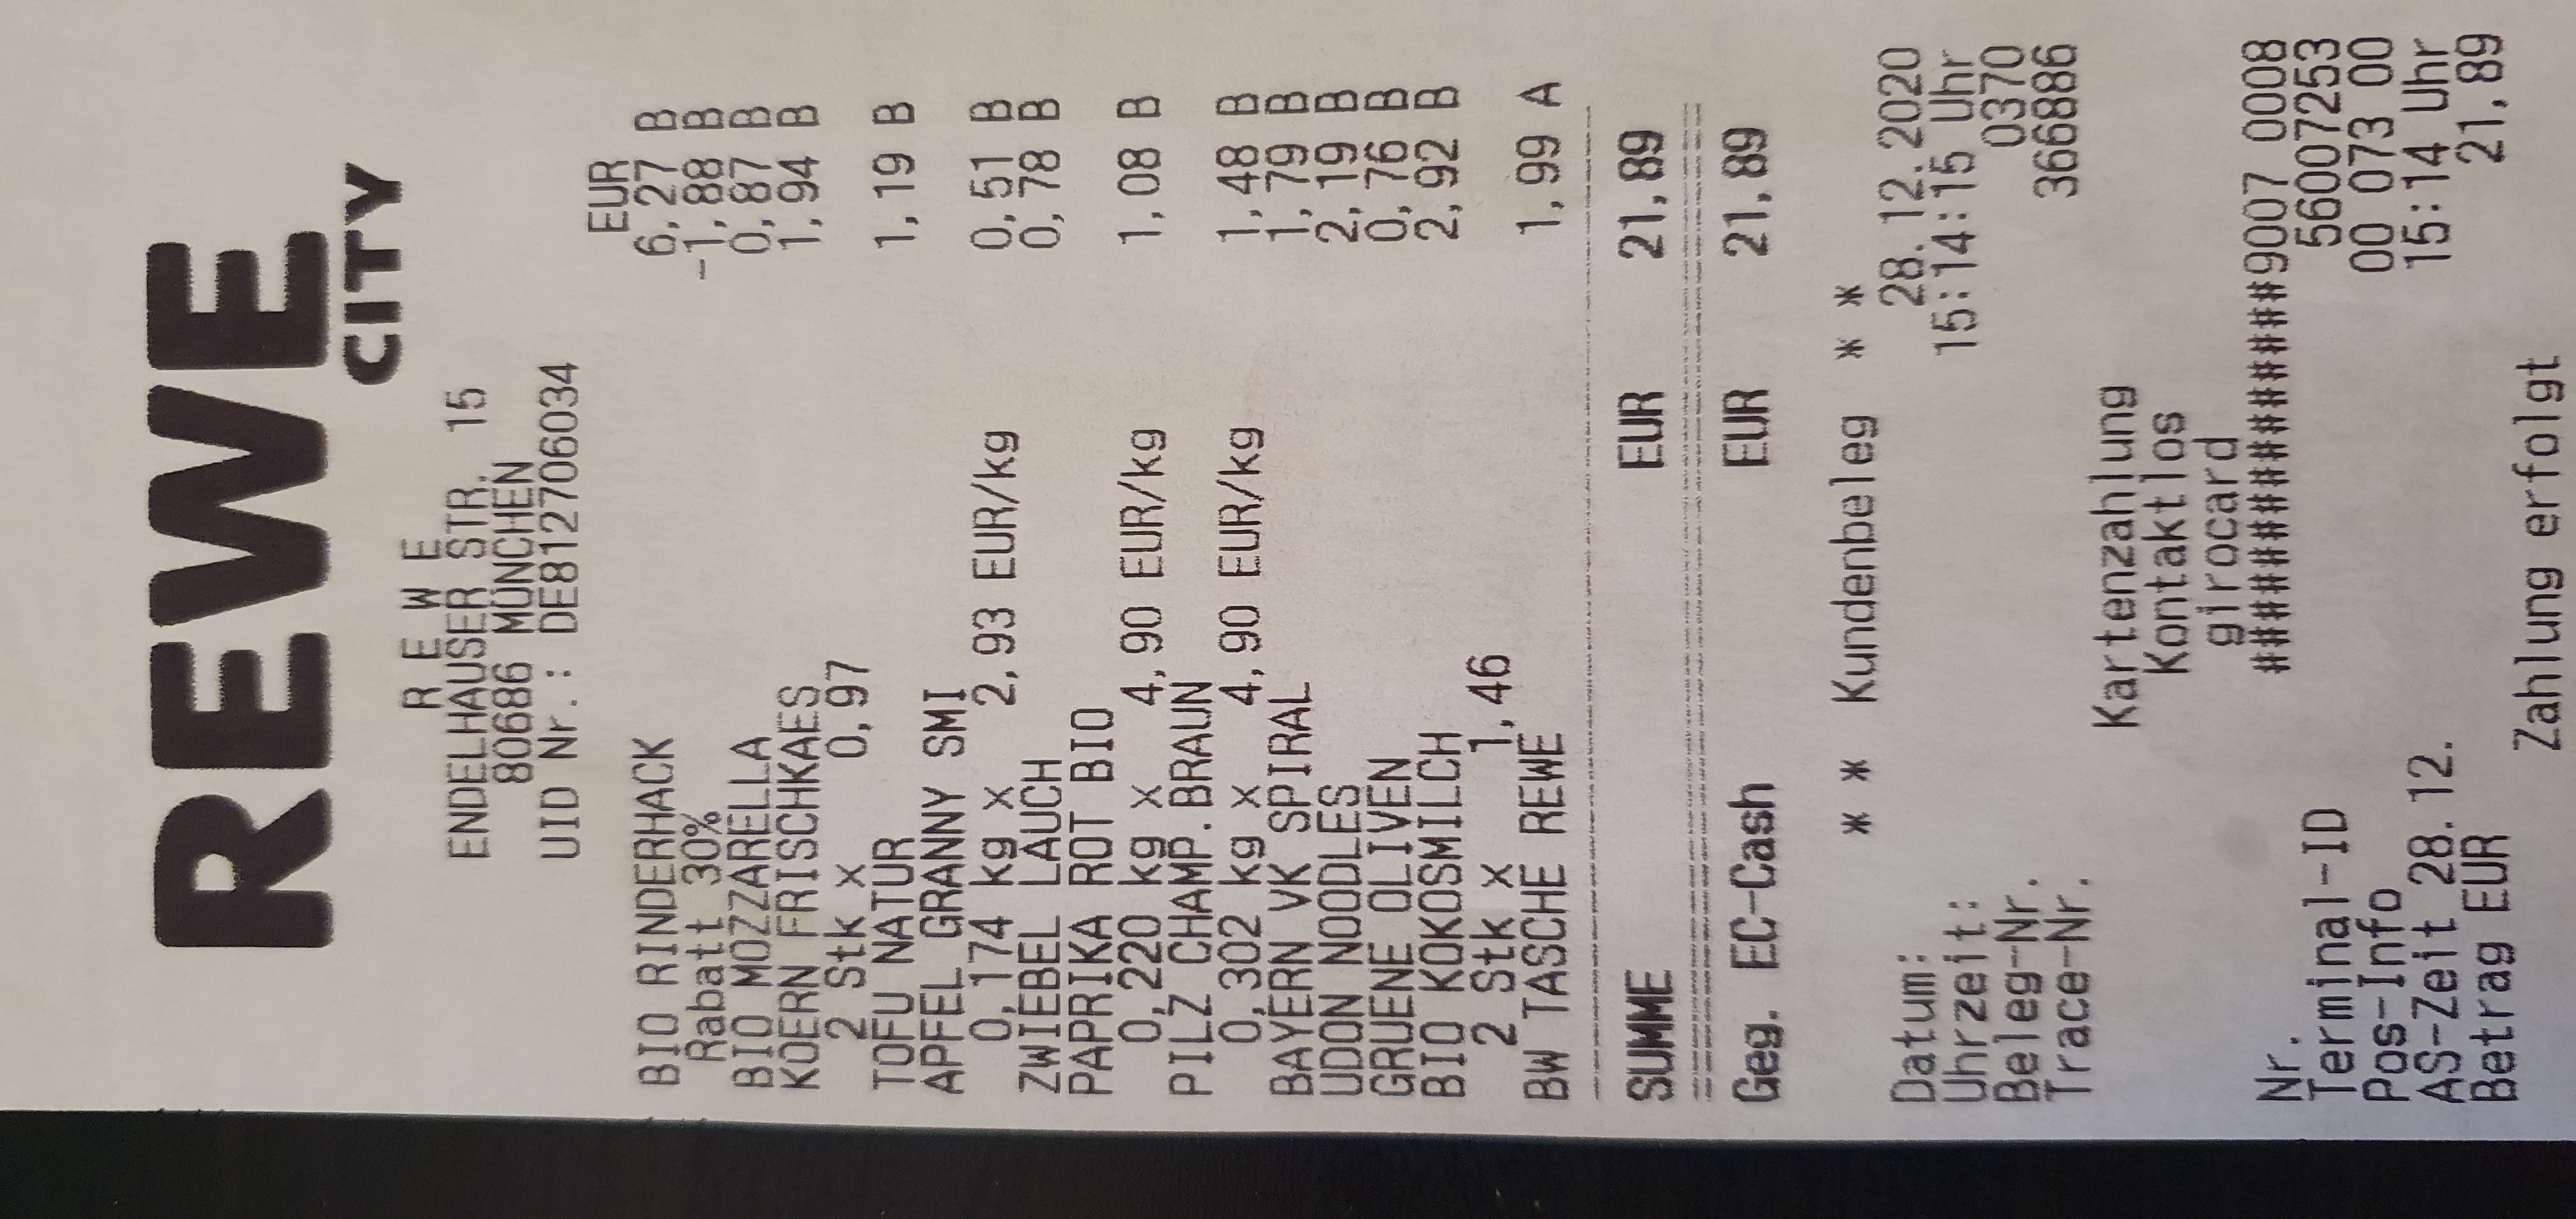 REWE
CITY
R E W E
ENDELHAUSER STR. 15
80686 MÜNCHEN
UID Nr.: DE812706034
EUR
BIO RINDERHACK 6,27 B
Rabatt 30% -1,88 B
BIO MOZZARELLA 0,87 B
KOERN FRISCHKAES 1,94 B
2 Stk x 0,97
TOFU NATUR 1,19 B
APFEL GRANNY SMI
0,174 kg x 2,93 EUR/kg 0,51 B
ZWIEBEL LAUCH 0,78 B
PAPRIKA ROT BIO
0,220 kg x 4,90 EUR/kg 1,08 B
PILZ CHAMP.BRAUN
0,302 kg x 4,90 EUR/kg 1,48 B
BAYERN VK SPIRAL 1,79 B
UDON NOODLES 2,19 B
GRUENE OLIVEN 0,76 B
BIO KOKOSMILCH 2,92 B
2 Stk x 1,46
BW TASCHE REWE 1,99 A
SUMME EUR 21,89
Geg. EC-Cash EUR 21,89
* * Kundenbeleg * *
Datum: 28.12.2020
Uhrzeit: 15:14:15 Uhr
Beleg-Nr. 0370
Trace-Nr. 366886
Kartenzahlung
Kontaktlos
girocard
Nr. ###############9007 0008
Terminal-ID 56007253
Pos-Info 00 073 00
AS-Zeit 28.12. 15:14 Uhr
Betrag EUR 21,89
Zahlung erfolgt